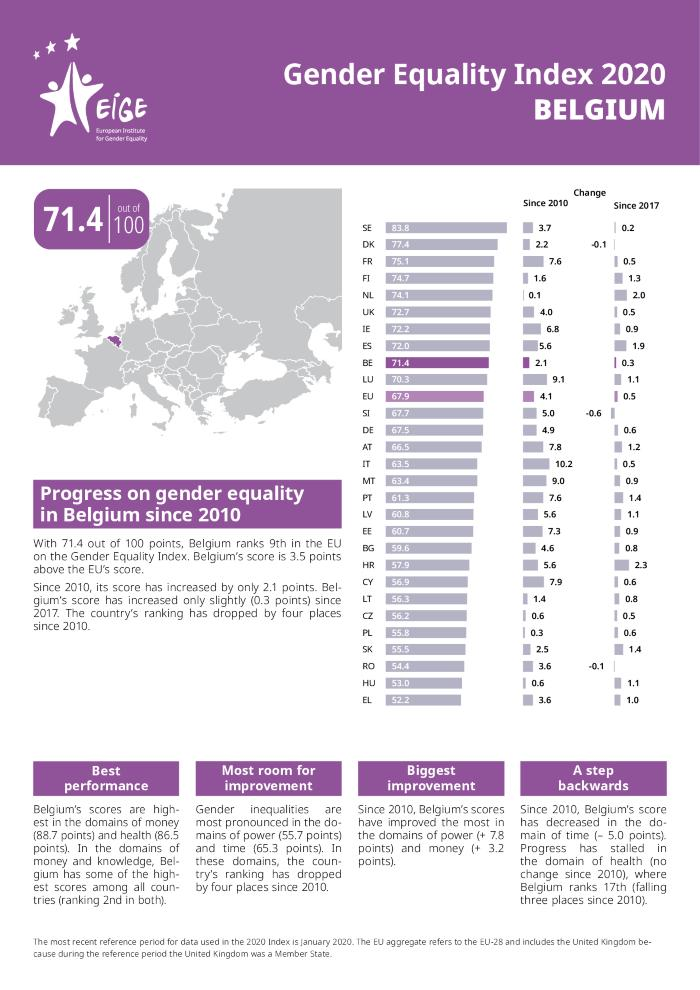 EIGE
European Institute
for Gender Equality
Gender Equality Index 2020
BELGIUM
71.4 out of 100
Change
Since 2010 Since 2017
SE 83.8 3.7 0.2
DK 77.4 2.2 -0.1
FR 75.1 7.6 0.5
FI 74.7 1.6 1.3
NL 74.1 0.1 2.0
UK 72.7 4.0 0.5
IE 72.2 6.8 0.9
ES 72.0 5.6 1.9
BE 71.4 2.1 0.3
LU 70.3 9.1 1.1
EU 67.9 4.1 0.5
SI 67.7 5.0 -0.6
DE 67.5 4.9 0.6
AT 66.5 7.8 1.2
IT 63.5 10.2 0.5
MT 63.4 9.0 0.9
PT 61.3 7.6 1.4
LV 60.8 5.6 1.1
EE 60.7 7.3 0.9
BG 59.6 4.6 0.8
HR 57.9 5.6 2.3
CY 56.9 7.9 0.6
LT 56.3 1.4 0.8
CZ 56.2 0.6 0.5
PL 55.8 0.3 0.6
SK 55.5 2.5 1.4
RO 54.4 3.6 -0.1
HU 53.0 0.6 1.1
EL 52.2 3.6 1.0
Progress on gender equality
in Belgium since 2010
With 71.4 out of 100 points, Belgium ranks 9th in the EU
on the Gender Equality Index. Belgium's score is 3.5 points
above the EU's score.
Since 2010, its score has increased by only 2.1 points. Bel-
gium's score has increased only slightly (0.3 points) since
2017. The country's ranking has dropped by four places
since 2010.
Best
performance
Belgium's scores are high-
est in the domains of money
(88.7 points) and health (86.5
points). In the domains of
money and knowledge, Bel-
gium has some of the high-
est scores among all coun-
tries (ranking 2nd in both).
Most room for
improvement
Gender inequalities are
most pronounced in the do-
mains of power (55.7 points)
and time (65.3 points). In
these domains, the coun-
try's ranking has dropped
by four places since 2010.
Biggest
improvement
Since 2010, Belgium's scores
have improved the most in
the domains of power (+ 7.8
points) and money (+ 3.2
points).
A step
backwards
Since 2010, Belgium's score
has decreased in the do-
main of time (– 5.0 points).
Progress has stalled in
the domain of health (no
change since 2010), where
Belgium ranks 17th (falling
three places since 2010).
The most recent reference period for data used in the 2020 Index is January 2020. The EU aggregate refers to the EU-28 and includes the United Kingdom be-
cause during the reference period the United Kingdom was a Member State.